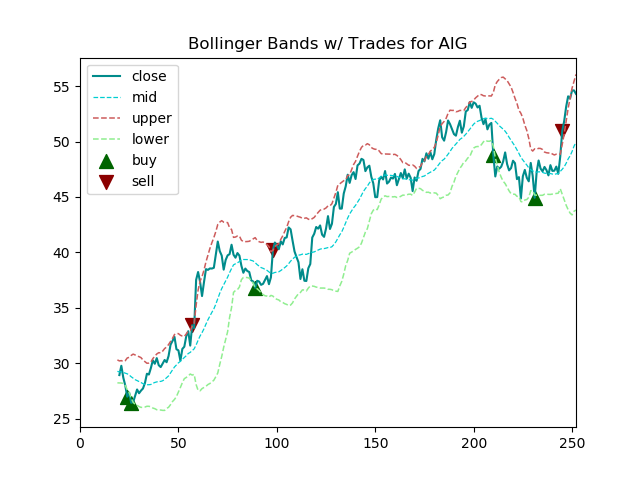 Bollinger Bands w/ Trades for AIG
close
mid
upper
lower
buy
sell
55
50
45
40
35
30
25
0 50 100 150 200 250